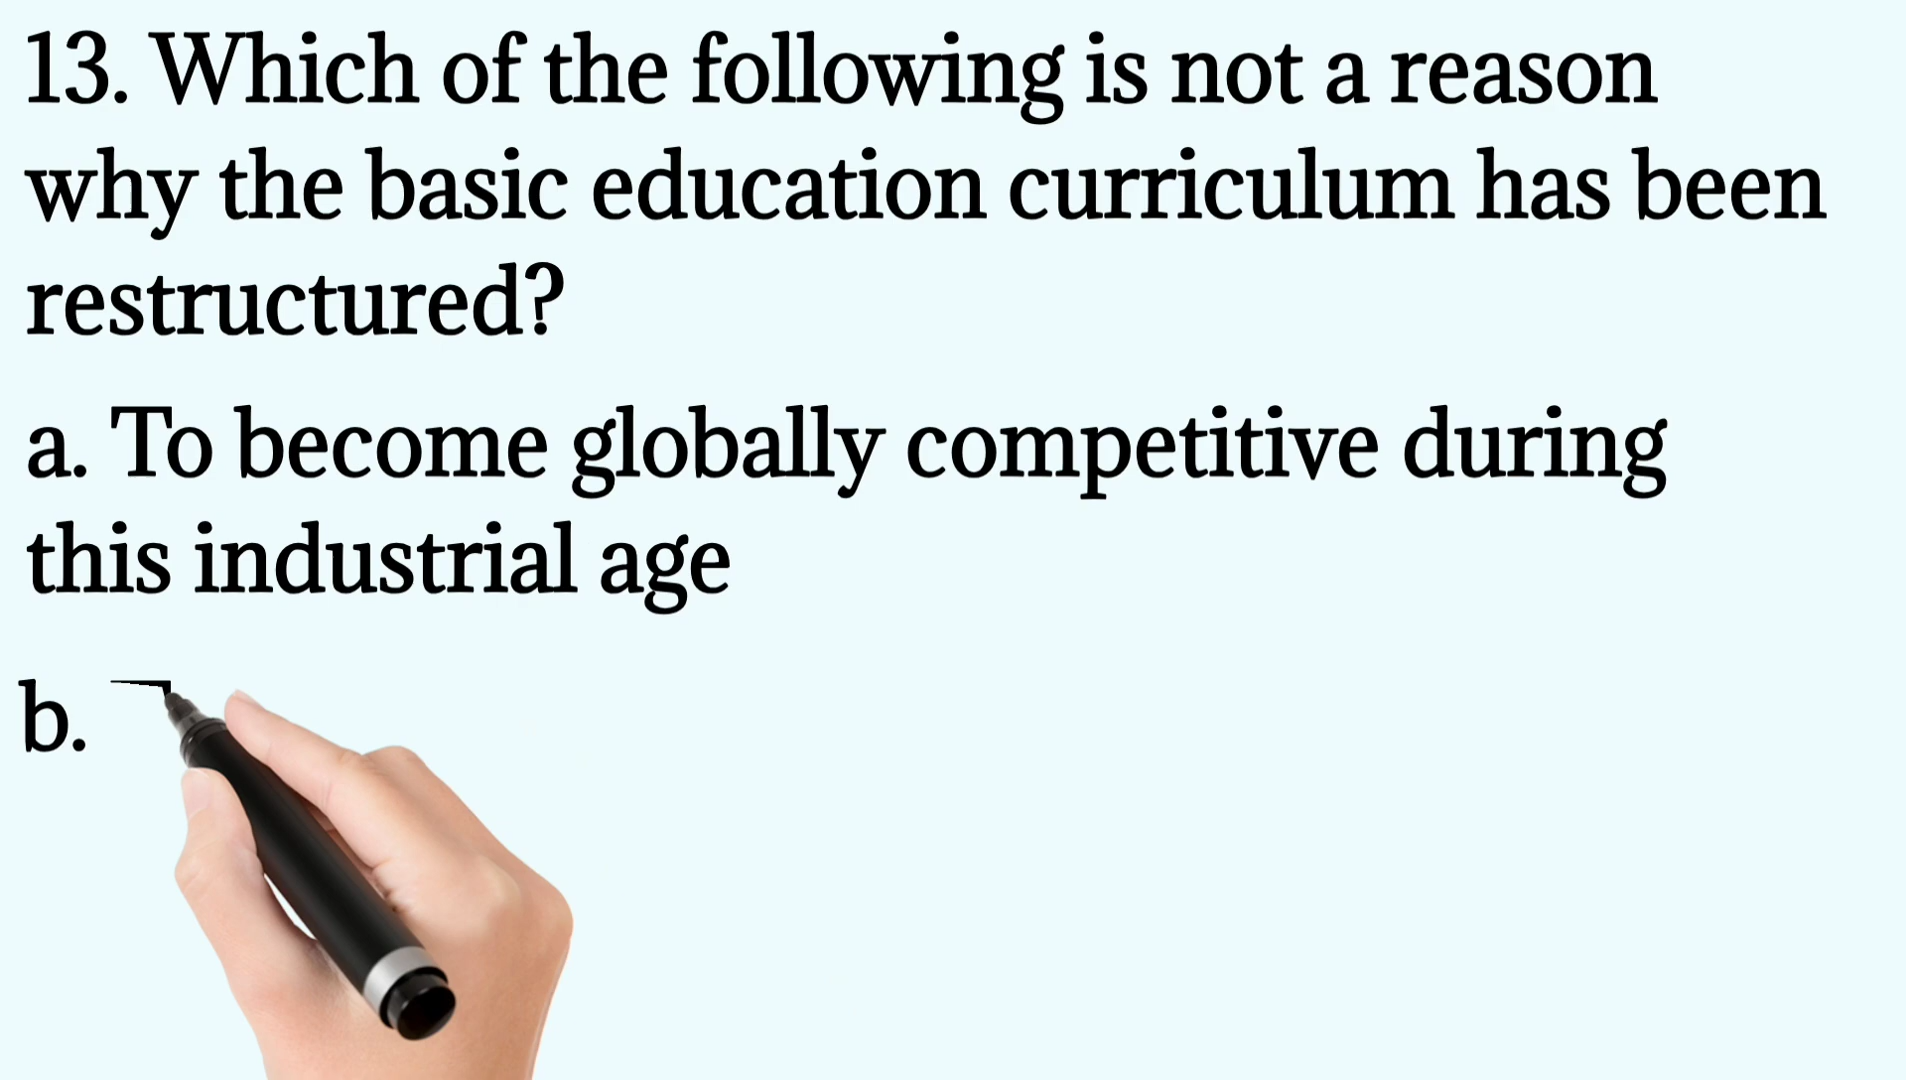 13. Which of the following is not a reason
why the basic education curriculum has been
restructured?
a. To become globally competitive during
this industrial age
b.